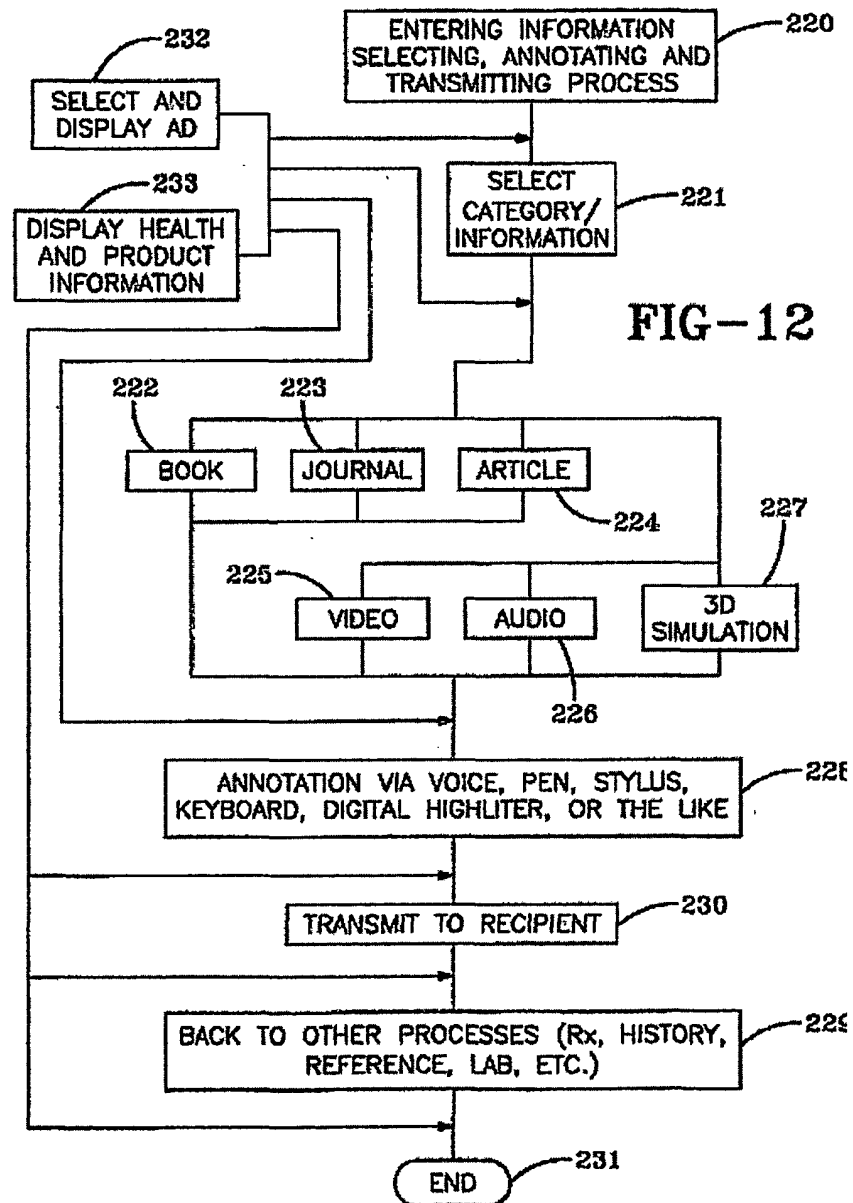 232
ENTERING INFORMATION
SELECTING, ANNOTATING AND
TRANSMITTING PROCESS
220
SELECT AND
DISPLAY AD
233
DISPLAY HEALTH
AND PRODUCT
INFORMATION
SELECT
CATEGORY/
INFORMATION
221
FIG-12
222
BOOK
223
JOURNAL
ARTICLE
224
225
VIDEO
AUDIO
226
227
3D
SIMULATION
ANNOTATION VIA VOICE, PEN, STYLUS,
KEYBOARD, DIGITAL HIGHLITER, OR THE LIKE
228
TRANSMIT TO RECIPIENT
230
BACK TO OTHER PROCESSES (Rx, HISTORY,
REFERENCE, LAB, ETC.)
229
END
231